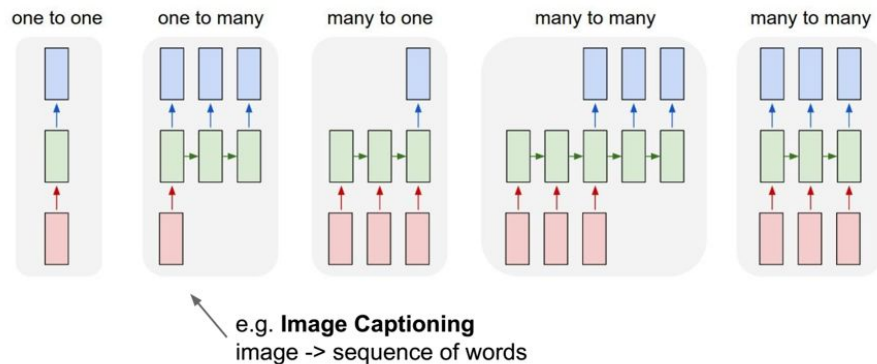 one to one
one to many
many to one
many to many
many to many
e.g. Image Captioning
image -> sequence of words